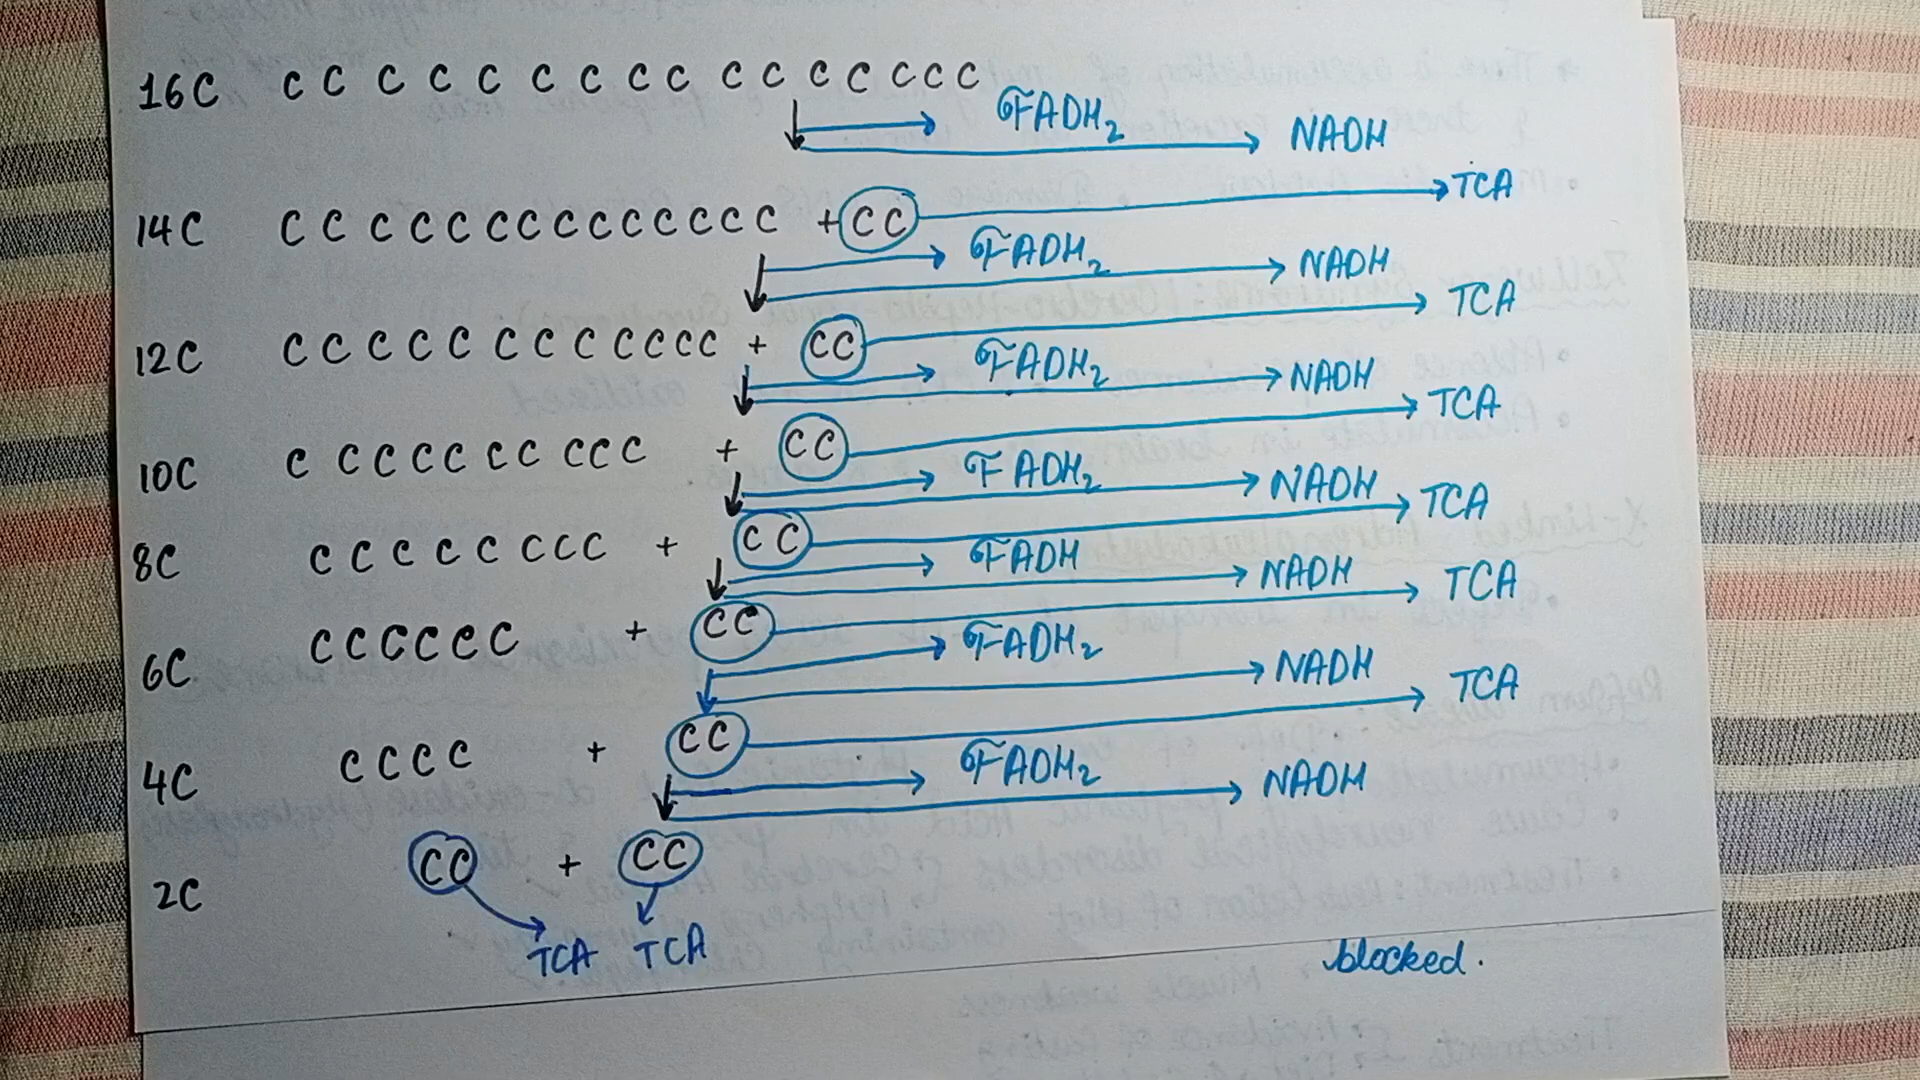 16C C C C C C C C C C C C C C C C C
FADH2 NADH
TCA
14C C C C C C C C C C C C C C C + CC
FADH2 NADH
TCA
12C C C C C C C C C C C C C + CC
FADH2 NADH
TCA
10C C C C C C C C C C C + CC
FADH2 NADH
TCA
8C C C C C C C C C + CC
FADH NADH
TCA
6C C C C C C C + CC
FADH2 NADH
TCA
4C C C C C + CC
FADH2 NADH
2C CC + CC
TCA TCA
blocked.